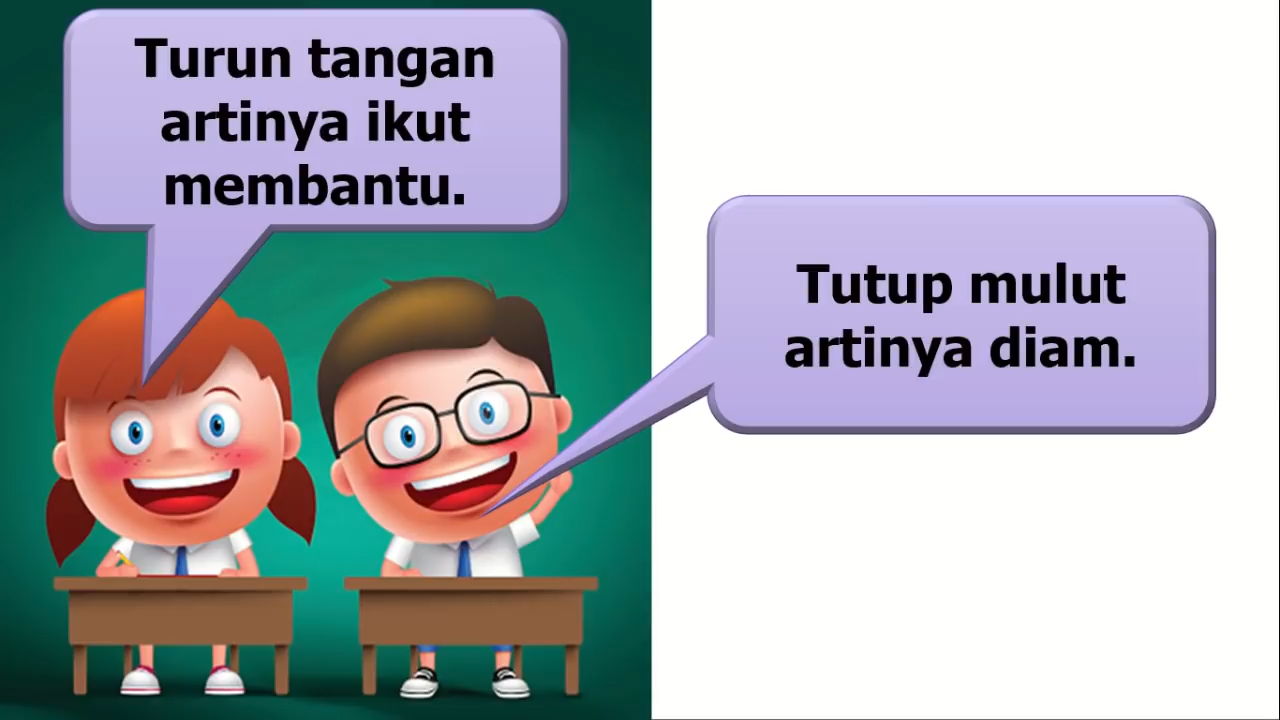 Turun tangan
artinya ikut
membantu.
Tutup mulut
artinya diam.